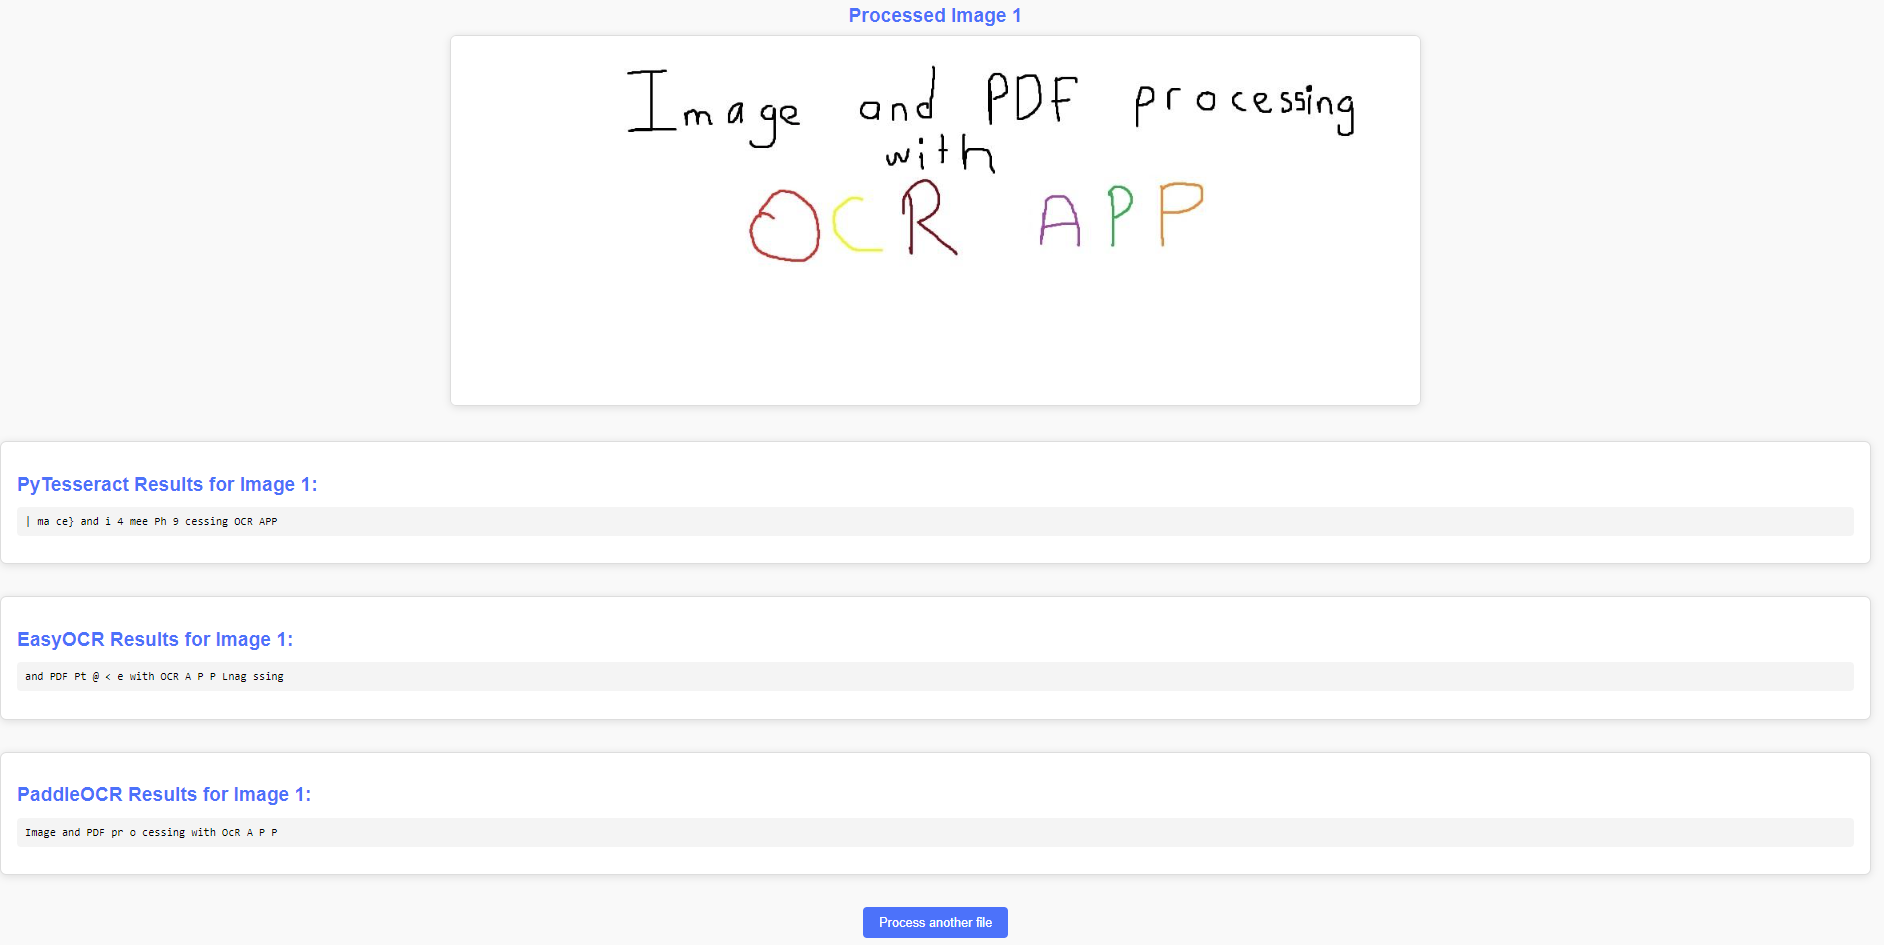 Processed Image 1
Image and PDF processing
with
OCR APP
PyTesseract Results for Image 1:
| ma ce} and i 4 mee Ph 9 cessing OCR APP
EasyOCR Results for Image 1:
and PDF Pt @ < e with OCR A P P Lnag ssing
PaddleOCR Results for Image 1:
Image and PDF pr o cessing with OcR A P P
Process another file